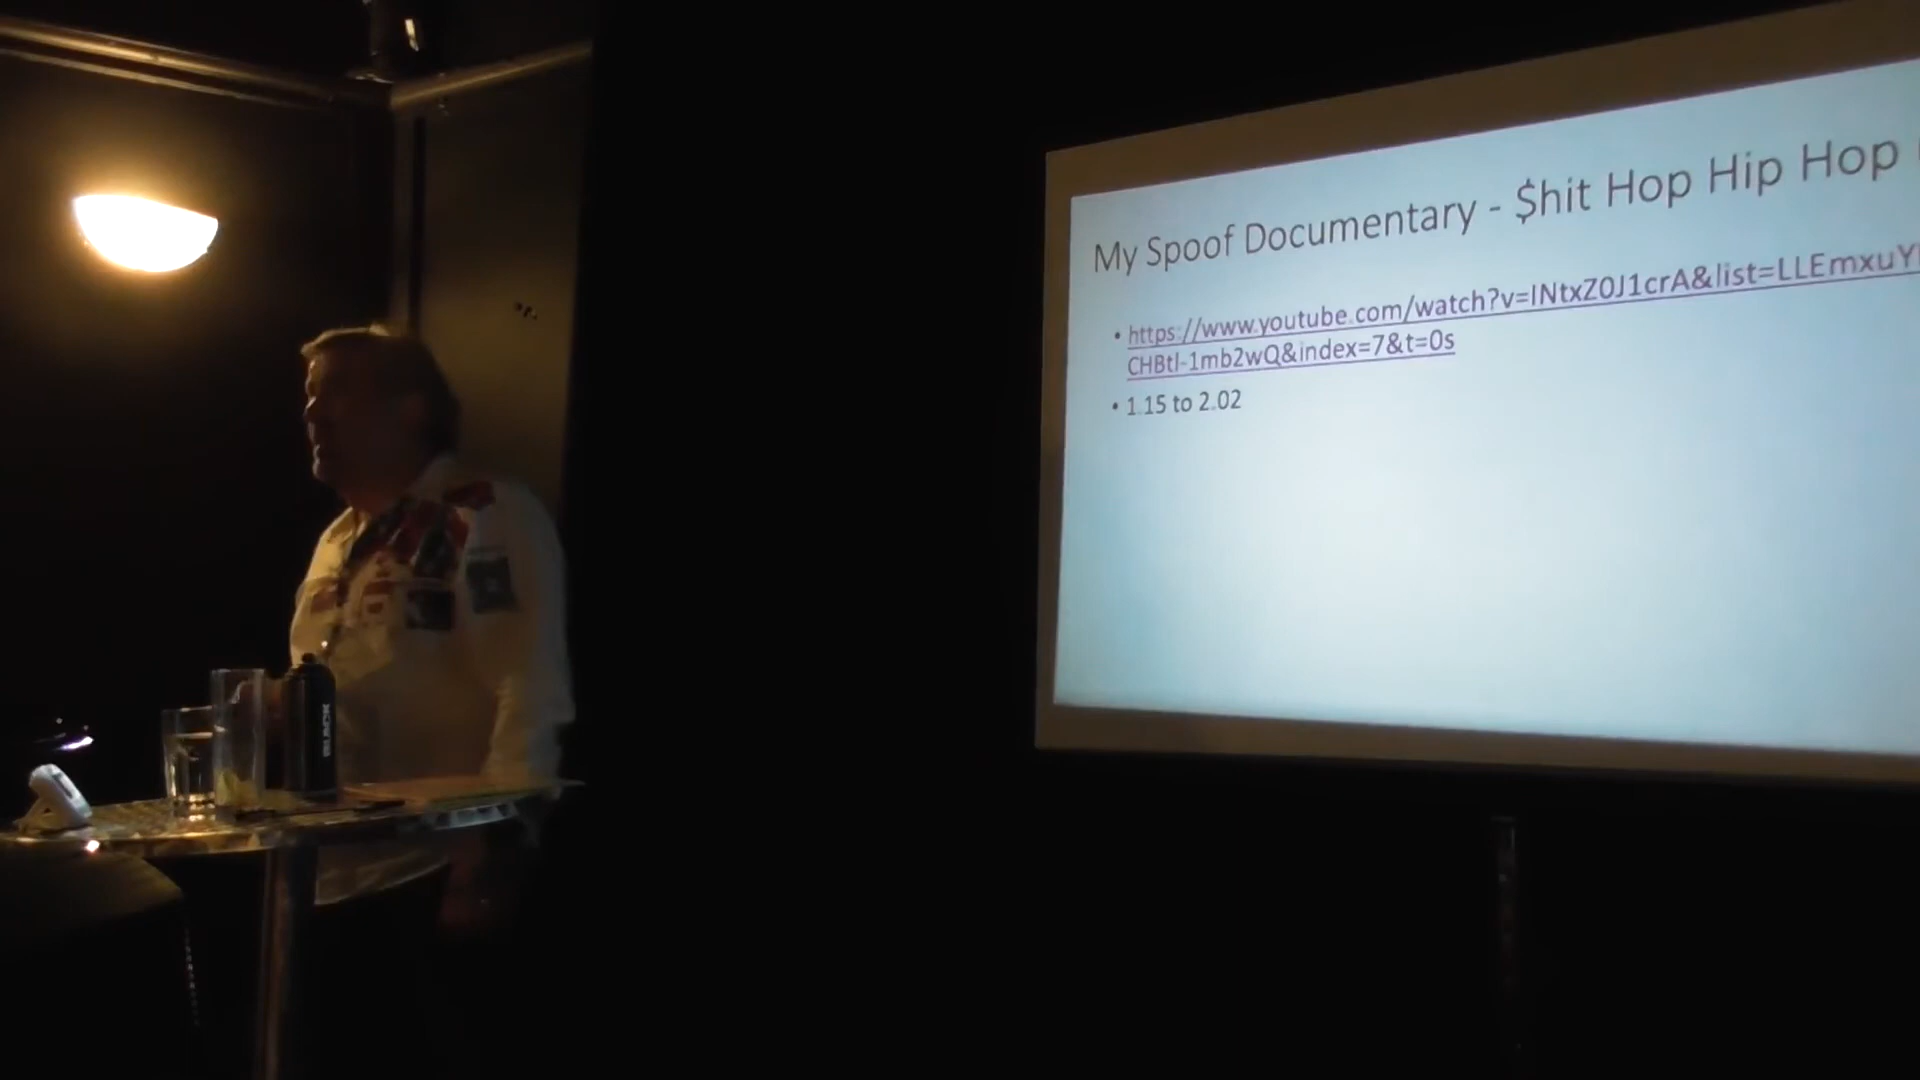 My Spoof Documentary - $hit Hop Hip Hop
• https://www.youtube.com/watch?v=INtxZ0J1crA&list=LLEmxuY
CHBtl-1mb2wQ&index=7&t=0s
• 1.15 to 2.02
BLACK